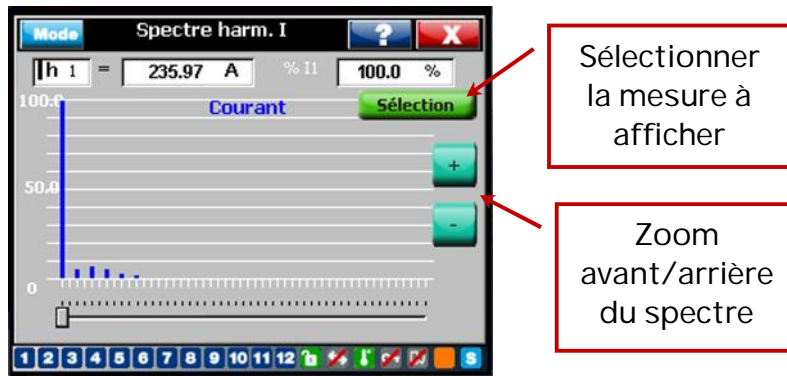 Mode Spectre harm. I ? X
Ih 1 = 235.97 A % I1 100.0 %
100.0 Courant Sélection
+
50.0
-
0
1 2 3 4 5 6 7 8 9 10 11 12 S
Sélectionner
la mesure à
afficher
Zoom
avant/arrière
du spectre